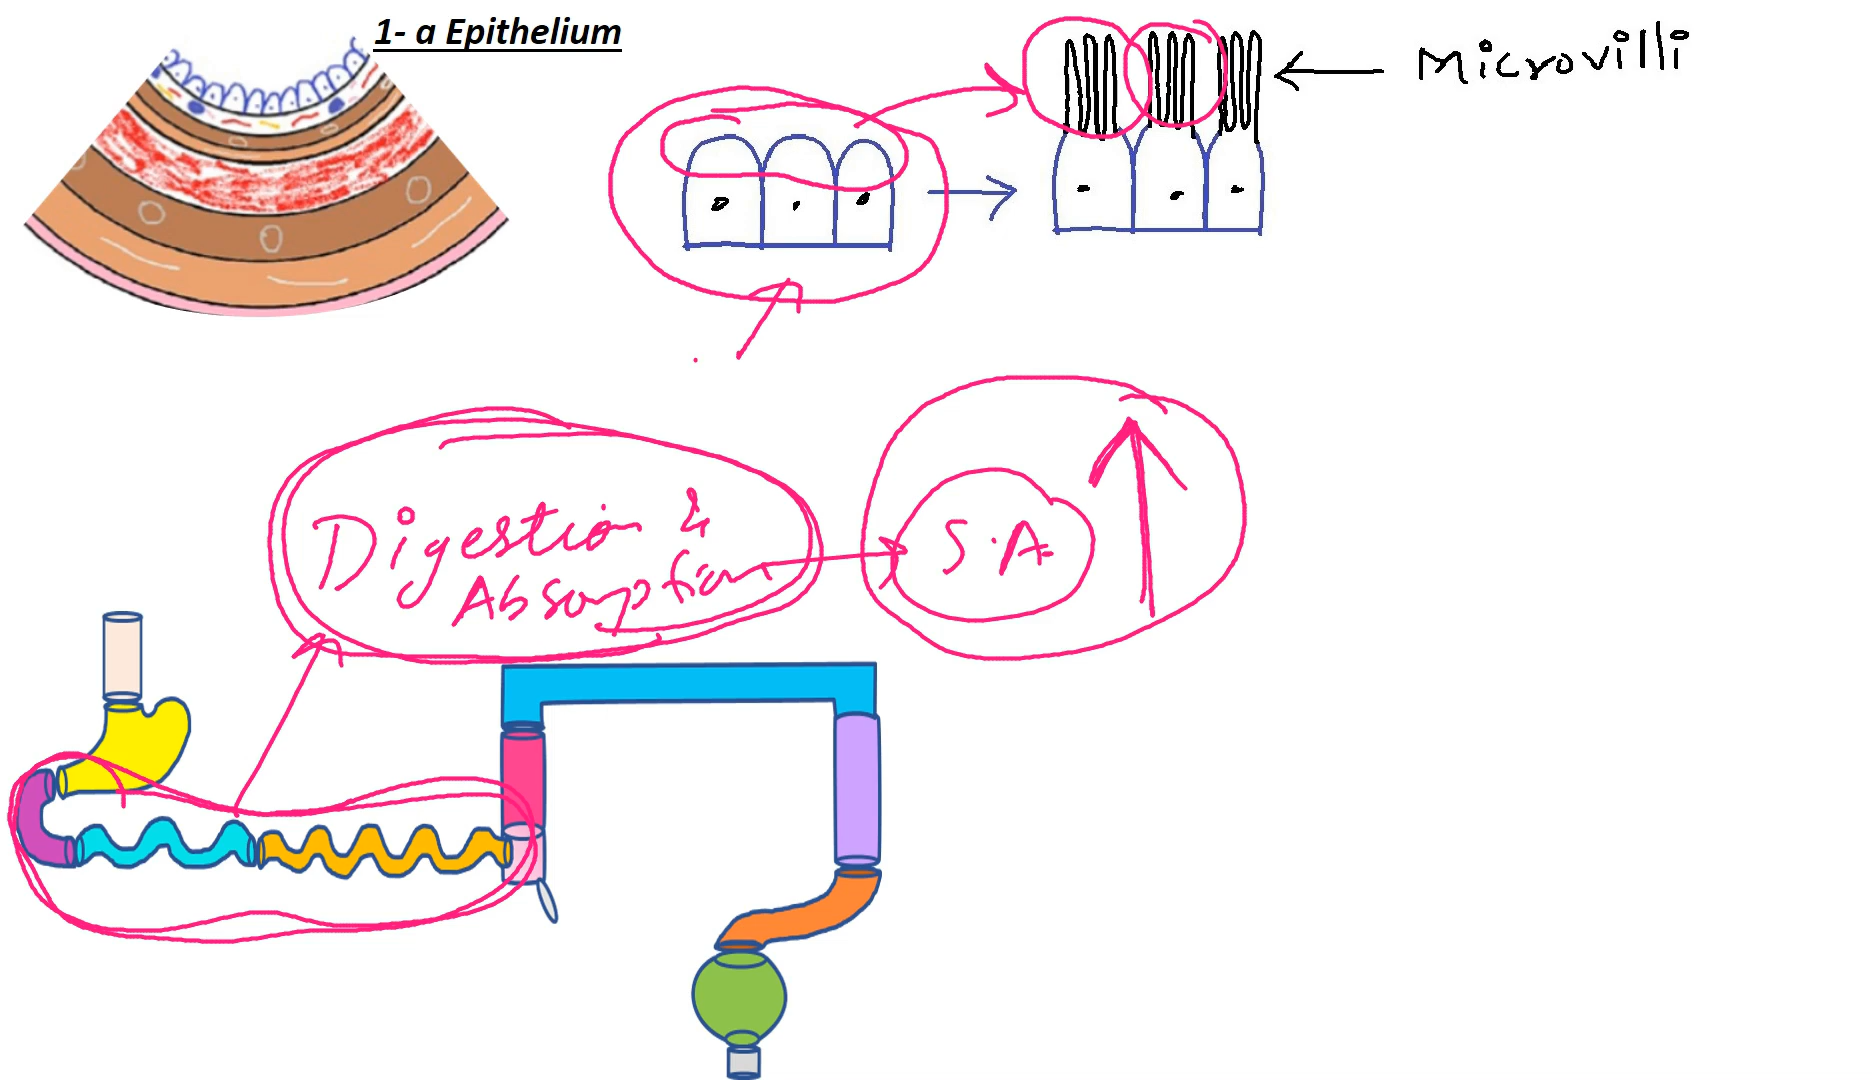 1- a Epithelium
Microvilli
Digestion &
Absorption
S.A.